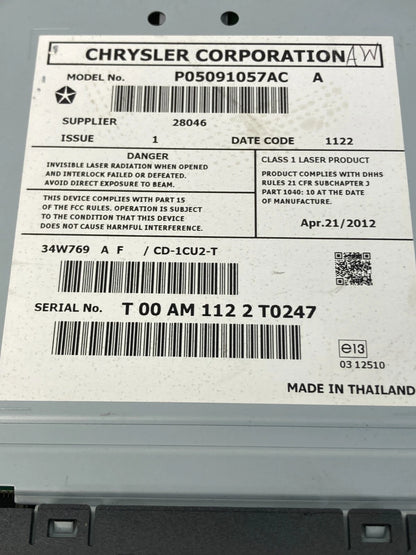 CHRYSLER CORPORATION AW
MODEL No. P05091057AC A
SUPPLIER 28046
ISSUE 1 DATE CODE 1122
DANGER
INVISIBLE LASER RADIATION WHEN OPENED
AND INTERLOCK FAILED OR DEFEATED.
AVOID DIRECT EXPOSURE TO BEAM.
CLASS 1 LASER PRODUCT
PRODUCT COMPLIES WITH DHHS
RULES 21 CFR SUBCHAPTER J
PART 1040: 10 AT THE DATE
OF MANUFACTURE.
THIS DEVICE COMPLIES WITH PART 15
OF THE FCC RULES. OPERATION IS SUBJECT
TO THE CONDITION THAT THIS DEVICE
DOES NOT CAUSE HARMFUL INTERFERENCE.
Apr.21/2012
34W769 A F / CD-1CU2-T
SERIAL No. T 00 AM 112 2 T0247
e13
03 12510
MADE IN THAILAND